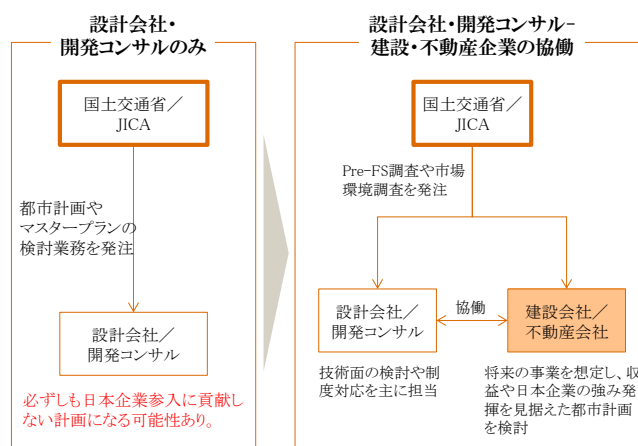 設計会社・
開発コンサルのみ
国土交通省／
JICA
都市計画や
マスタープランの
検討業務を発注
設計会社／
開発コンサル
必ずしも日本企業参入に貢献し
ない計画になる可能性あり。
設計会社・開発コンサル-
建設・不動産企業の協働
国土交通省／
JICA
Pre-FS調査や市場
環境調査を発注
設計会社／
開発コンサル
協働
建設会社／
不動産会社
技術面の検討や制
度対応を主に担当
将来の事業を想定し、収
益や日本企業の強み発
揮を見据えた都市計画
を検討